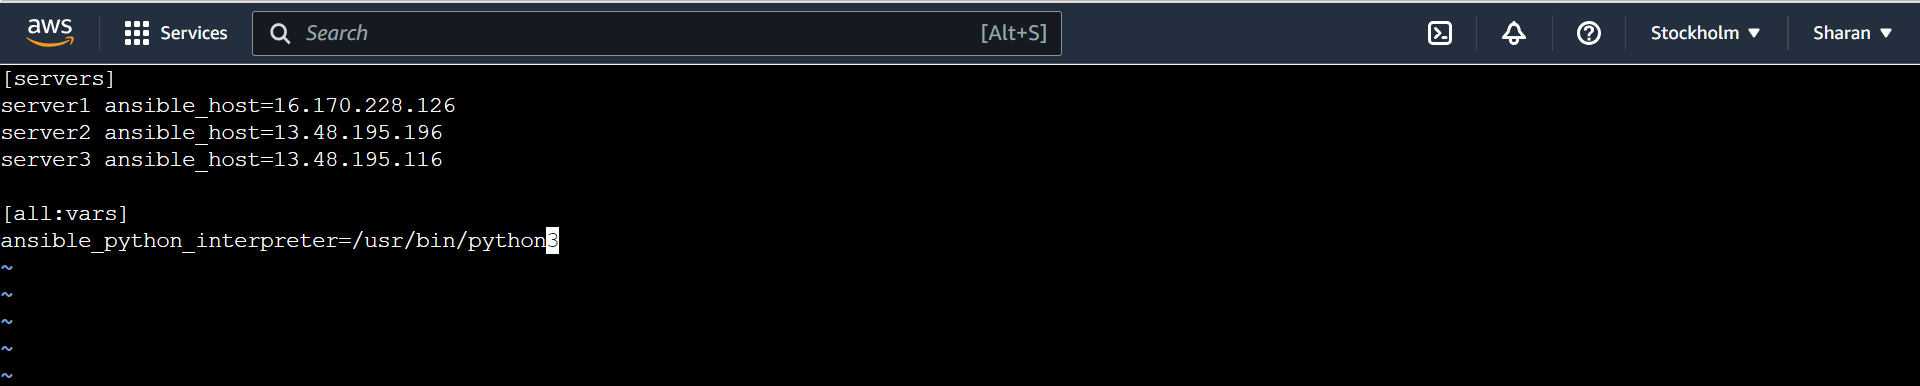 aws Services Search [Alt+S] Stockholm ▼ Sharan ▼
[servers]
server1 ansible_host=16.170.228.126
server2 ansible_host=13.48.195.196
server3 ansible_host=13.48.195.116
[all:vars]
ansible_python_interpreter=/usr/bin/python3
~
~
~
~
~